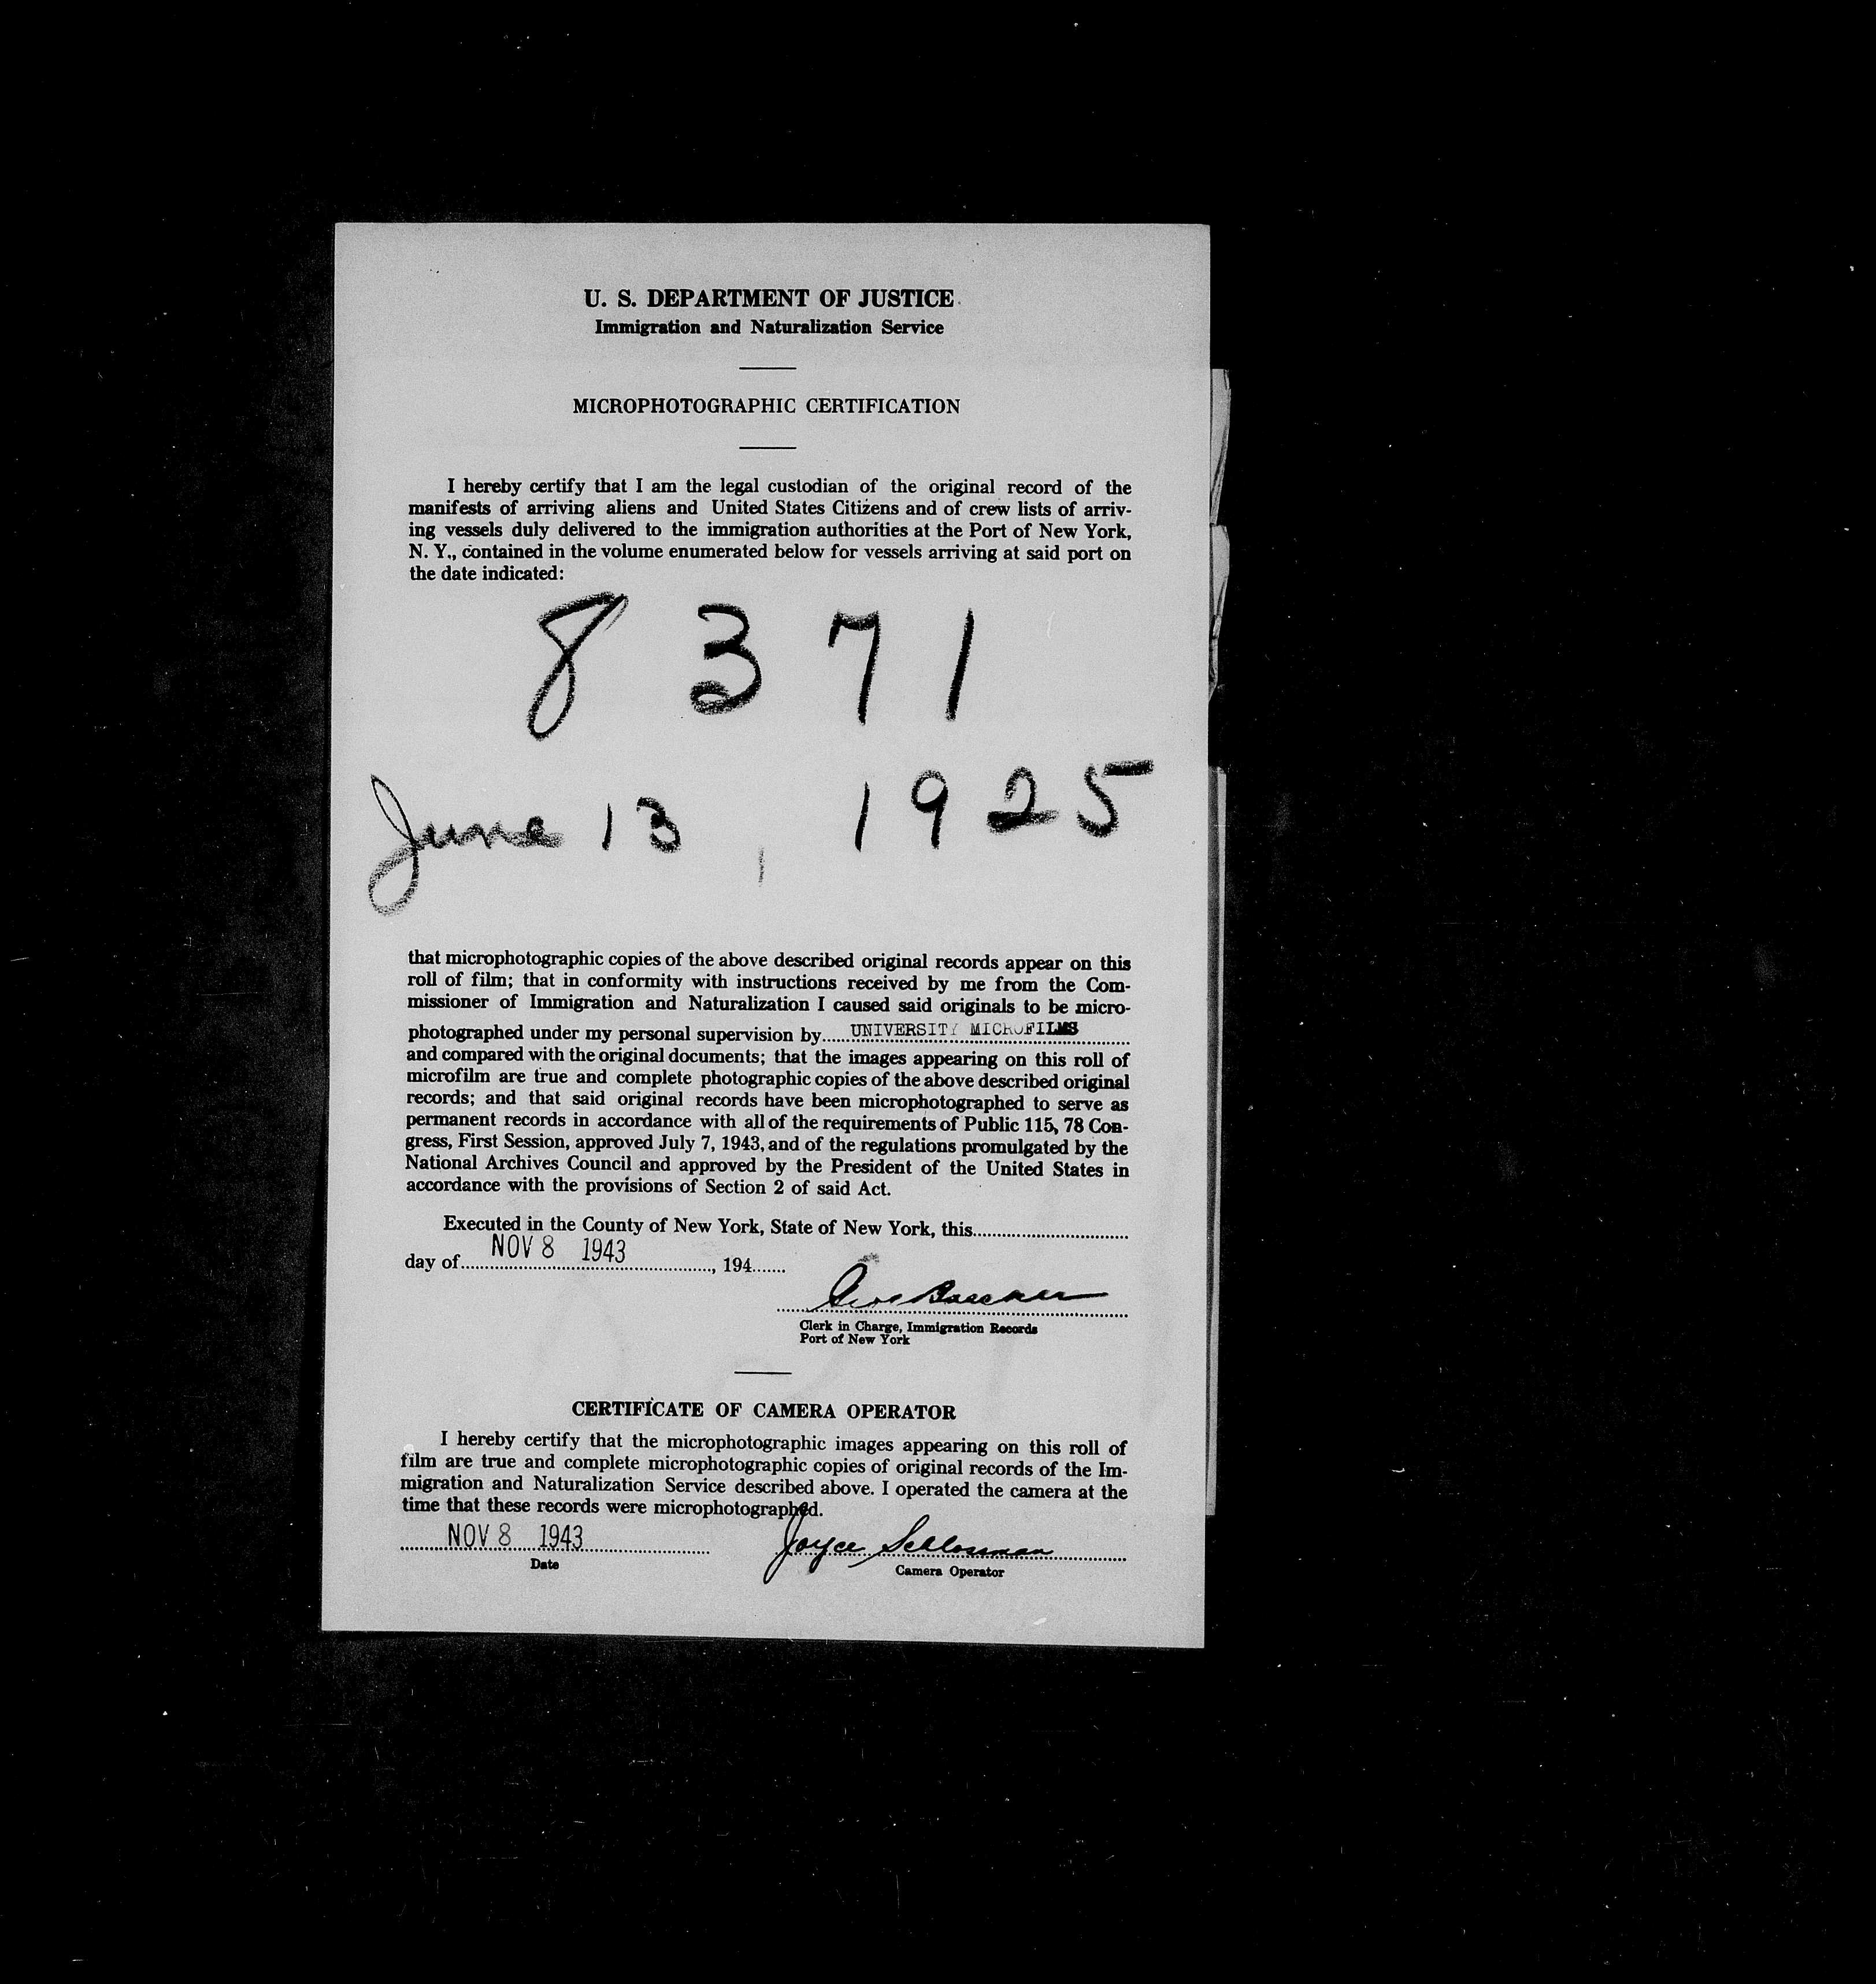 U. S. DEPARTMENT OF JUSTICE
Immigration and Naturalization Service
MICROPHOTOGRAPHIC CERTIFICATION
I hereby certify that I am the legal custodian of the original record of the
manifests of arriving aliens and United States Citizens and of crew lists of arriv-
ing vessels duly delivered to the immigration authorities at the Port of New York,
N. Y., contained in the volume enumerated below for vessels arriving at said port on
the date indicated:
8 3 7 1
June 13, 1925
that microphotographic copies of the above described original records appear on this
roll of film; that in conformity with instructions received by me from the Com-
missioner of Immigration and Naturalization I caused said originals to be micro-
photographed under my personal supervision by UNIVERSITY MICROFILMS
and compared with the original documents; that the images appearing on this roll of
microfilm are true and complete photographic copies of the above described original
records; and that said original records have been microphotographed to serve as
permanent records in accordance with all of the requirements of Public 115, 78 Con-
gress, First Session, approved July 7, 1943, and of the regulations promulgated by the
National Archives Council and approved by the President of the United States in
accordance with the provisions of Section 2 of said Act.
Executed in the County of New York, State of New York, this
day of NOV 8 1943, 194
Clerk in Charge, Immigration Records
Port of New York
CERTIFICATE OF CAMERA OPERATOR
I hereby certify that the microphotographic images appearing on this roll of
film are true and complete microphotographic copies of original records of the Im-
migration and Naturalization Service described above. I operated the camera at the
time that these records were microphotographed.
NOV 8 1943 Joyce Schlosman
Date
Camera Operator